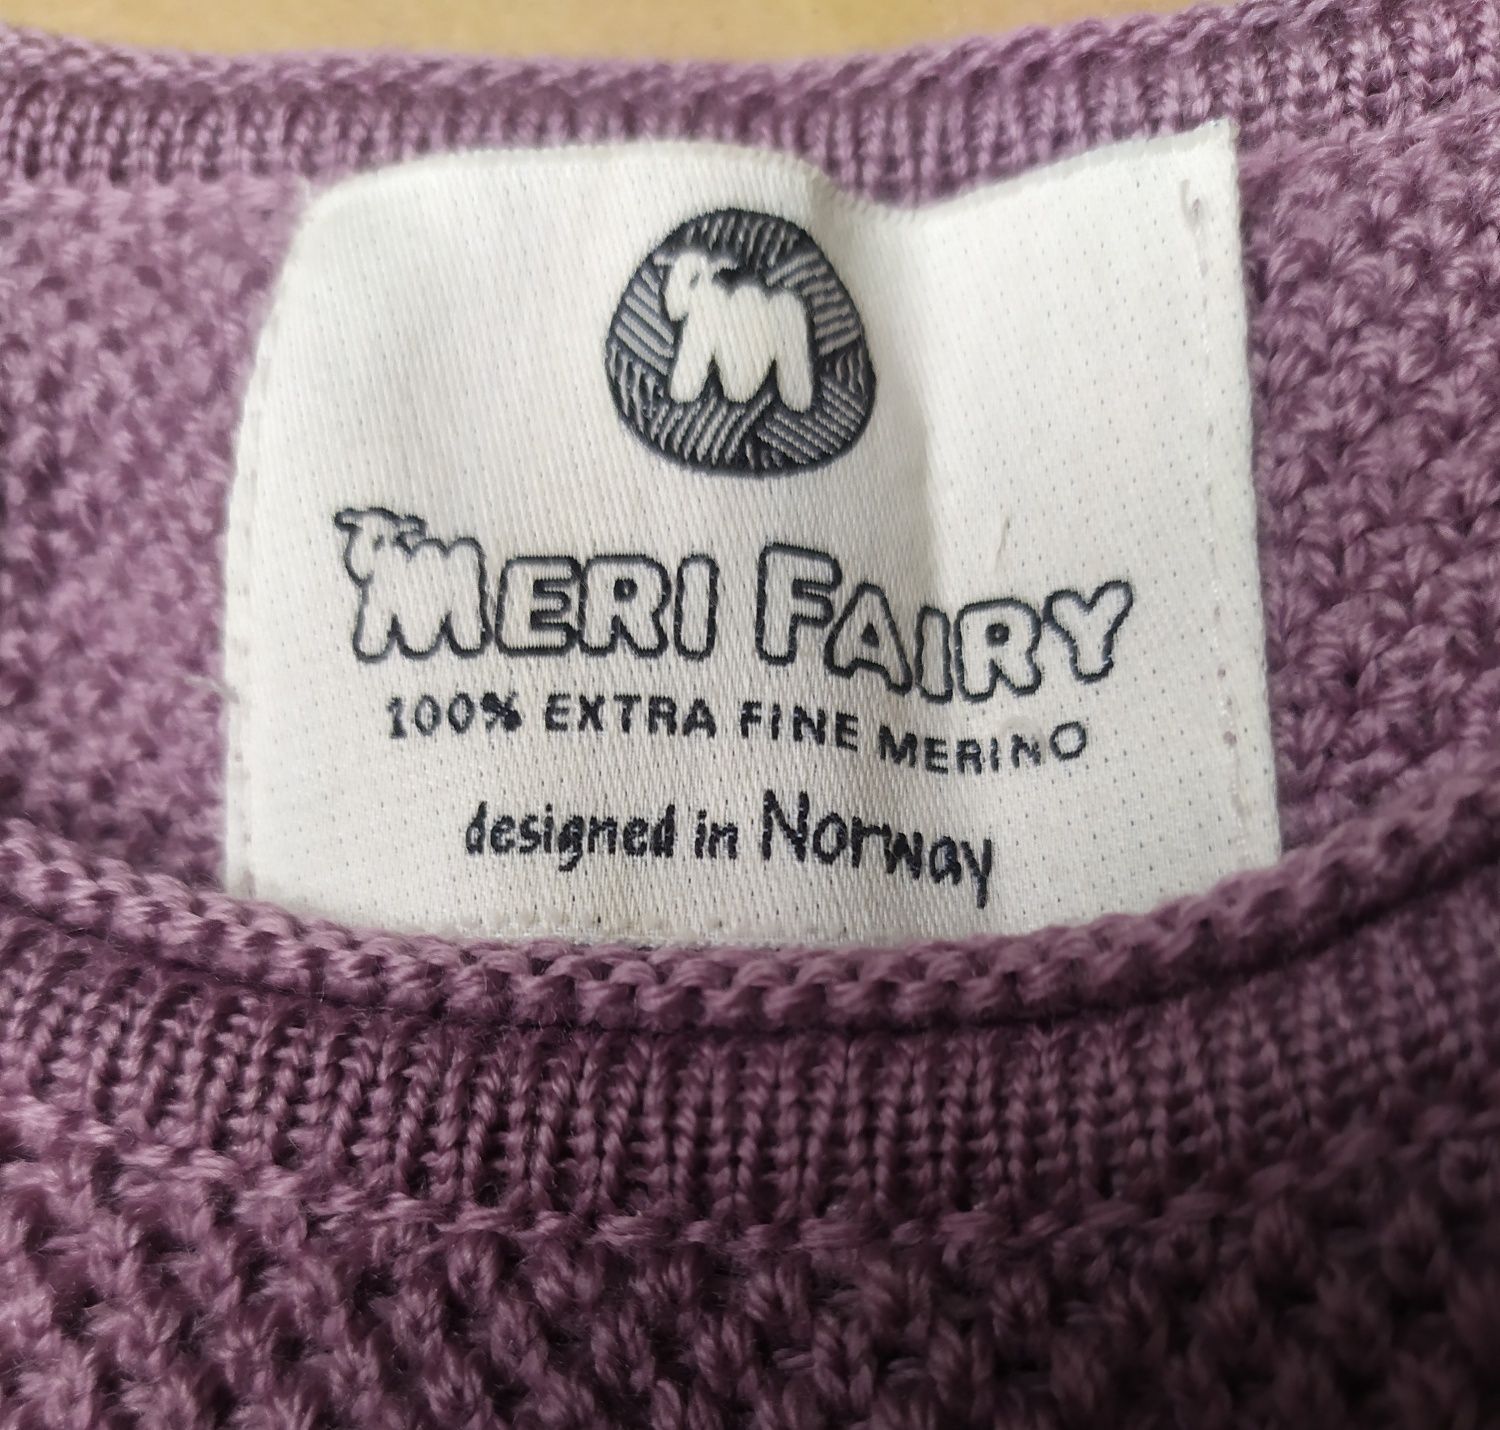 MERI FAIRY
100% EXTRA FINE MERINO
designed in Norway